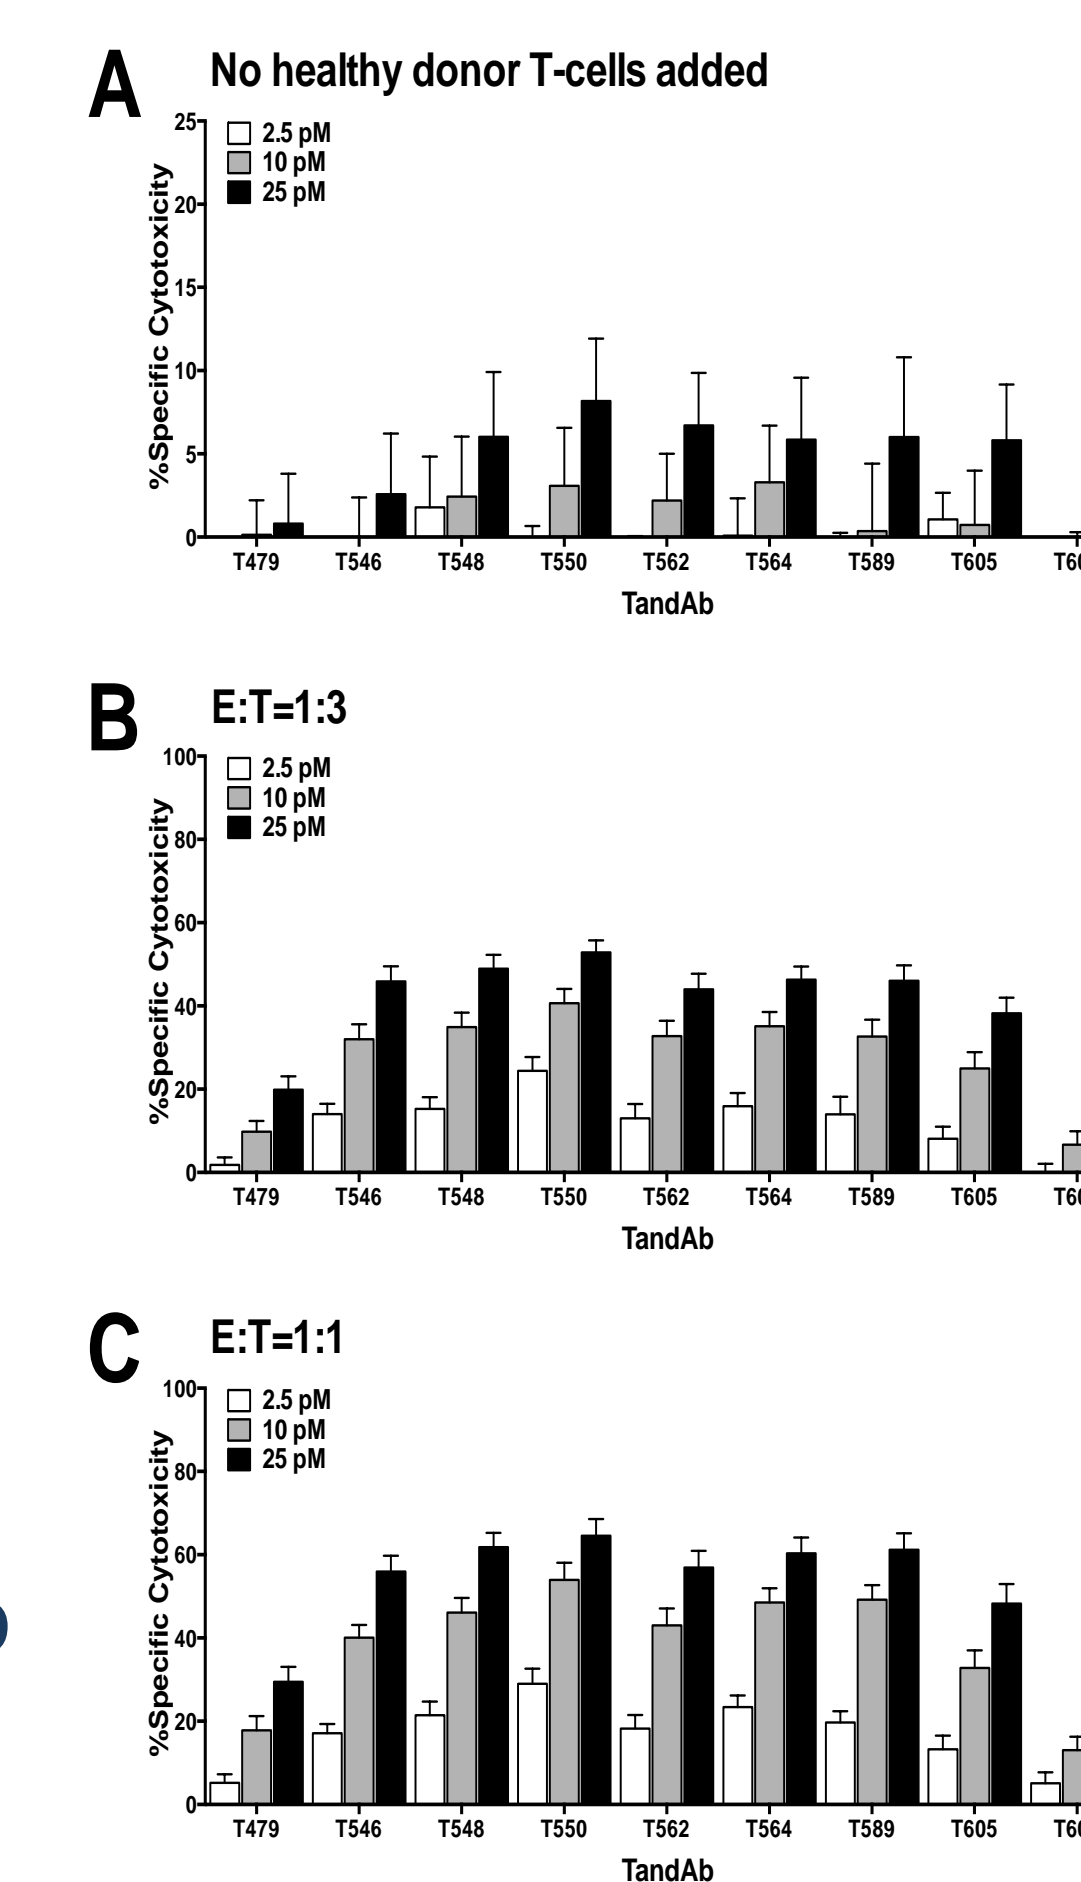 A
No healthy donor T-cells added
2.5 pM
10 pM
25 pM
%Specific Cytotoxicity
25
20
15
10
5
0
T479 T546 T548 T550 T562 T564 T589 T605
TandAb
B
E:T=1:3
2.5 pM
10 pM
25 pM
%Specific Cytotoxicity
100
80
60
40
20
0
T479 T546 T548 T550 T562 T564 T589 T605
TandAb
C
E:T=1:1
2.5 pM
10 pM
25 pM
%Specific Cytotoxicity
100
80
60
40
20
0
T479 T546 T548 T550 T562 T564 T589 T605
TandAb